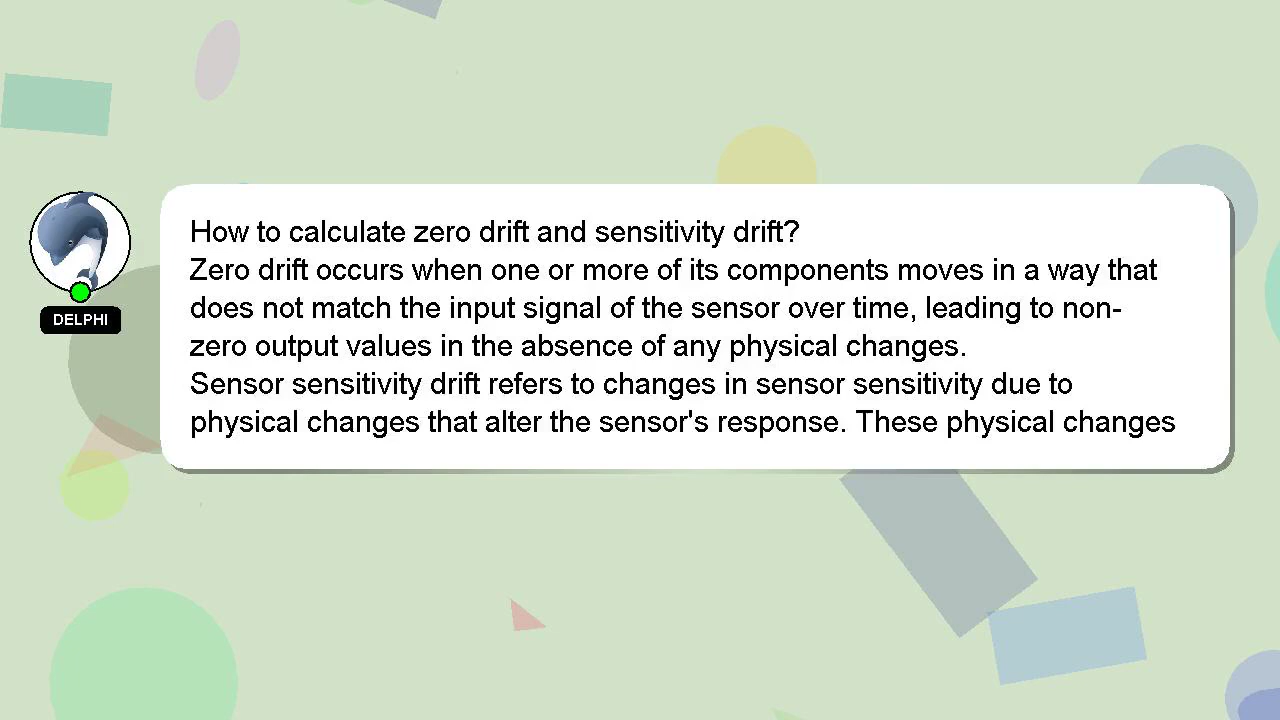 How to calculate zero drift and sensitivity drift?
Zero drift occurs when one or more of its components moves in a way that
does not match the input signal of the sensor over time, leading to non-
zero output values in the absence of any physical changes.
Sensor sensitivity drift refers to changes in sensor sensitivity due to
physical changes that alter the sensor's response. These physical changes
DELPHI